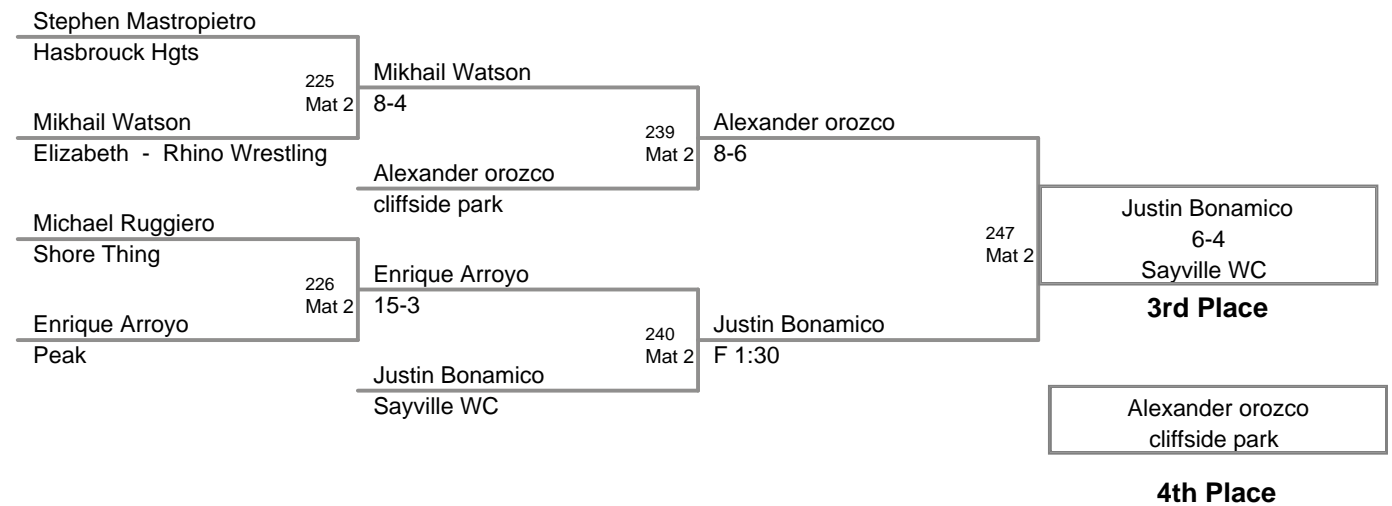 Stephen Mastropietro
Hasbrouck Hgts
225
Mat 2
Mikhail Watson
Elizabeth - Rhino Wrestling
Mikhail Watson
8-4
239
Mat 2
Alexander orozco
cliffside park
Alexander orozco
8-6
Michael Ruggiero
Shore Thing
226
Mat 2
Enrique Arroyo
Peak
Enrique Arroyo
15-3
240
Mat 2
Justin Bonamico
Sayville WC
Justin Bonamico
F 1:30
247
Mat 2
Justin Bonamico
6-4
Sayville WC
3rd Place
Alexander orozco
cliffside park
4th Place